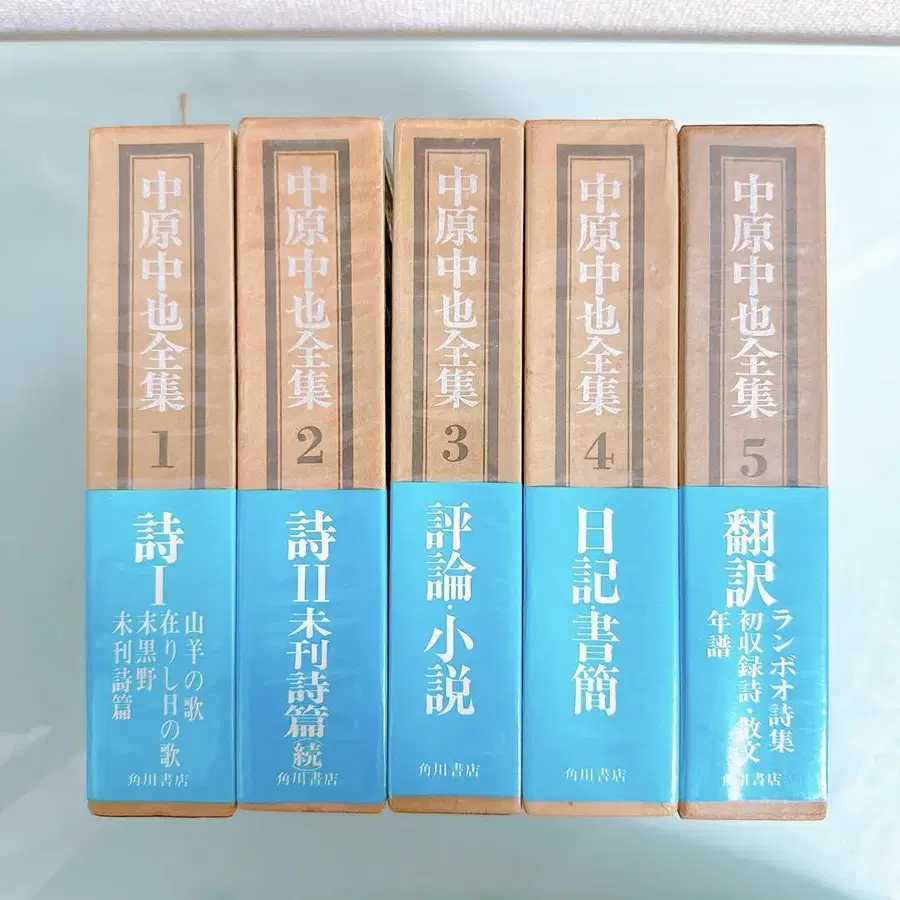 中原中也全集
1
詩I
山羊の歌
在りし日の歌
末黒野
未刊詩篇
角川書店
中原中也全集
2
詩II
未刊詩篇(続)
角川書店
中原中也全集
3
評論・小説
角川書店
中原中也全集
4
日記・書簡
角川書店
中原中也全集
5
翻訳
ランボオ詩集
初収録詩・散文
年譜
角川書店